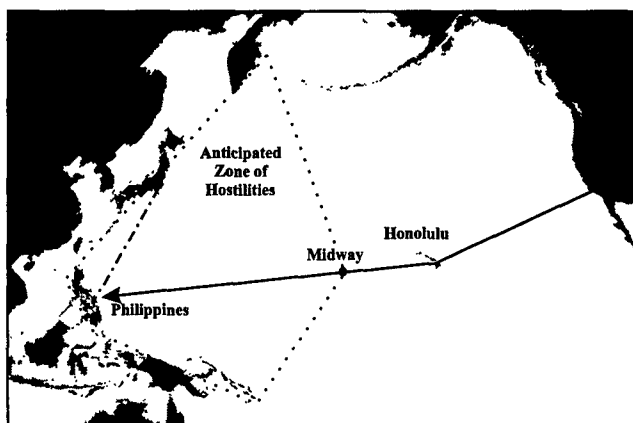 Anticipated
Zone of
Hostilities
Honolulu
Midway
Philippines